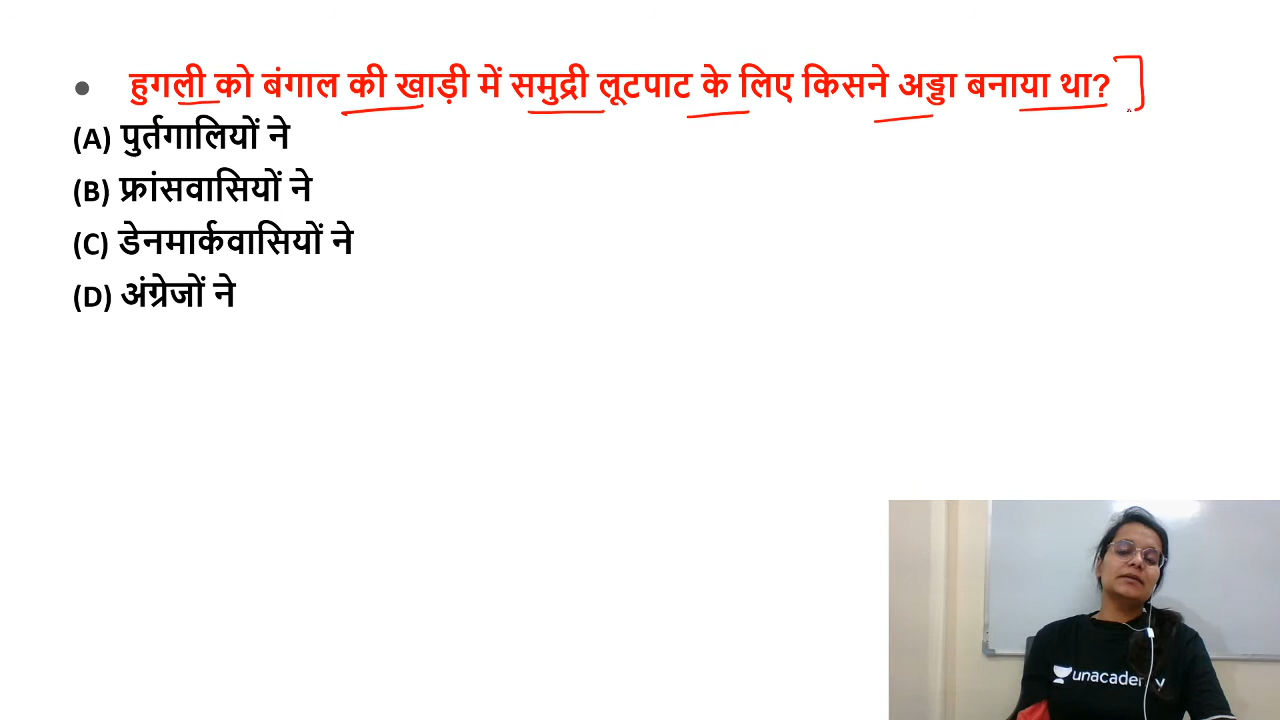 ● हुगली को बंगाल की खाड़ी में समुद्री लूटपाट के लिए किसने अड्डा बनाया था?
(A) पुर्तगालियों ने
(B) फ्रांसवासियों ने
(C) डेनमार्कवासियों ने
(D) अंग्रेजों ने
unacademy